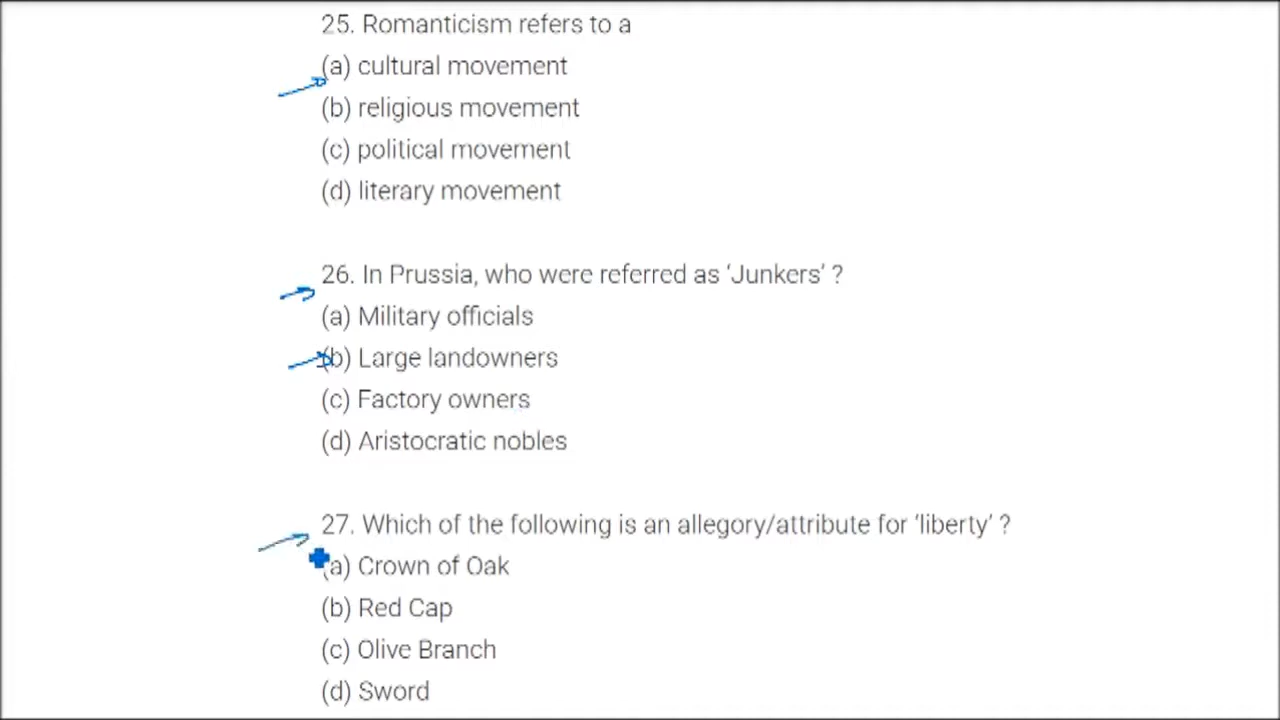 25. Romanticism refers to a
(a) cultural movement
(b) religious movement
(c) political movement
(d) literary movement
26. In Prussia, who were referred as ‘Junkers’ ?
(a) Military officials
(b) Large landowners
(c) Factory owners
(d) Aristocratic nobles
27. Which of the following is an allegory/attribute for ‘liberty’ ?
(a) Crown of Oak
(b) Red Cap
(c) Olive Branch
(d) Sword